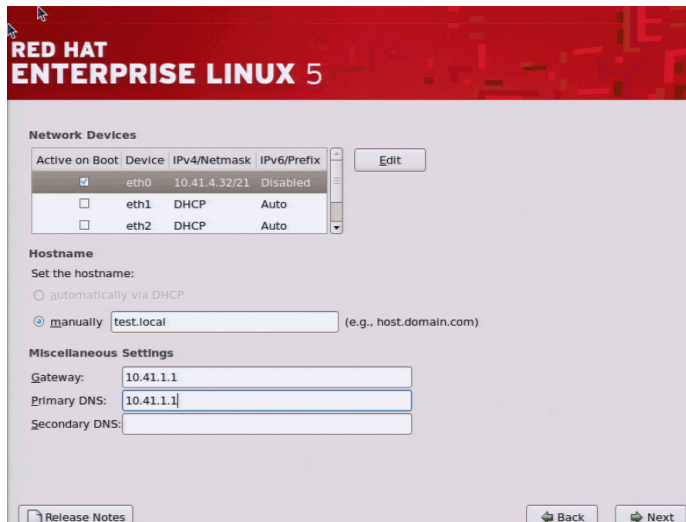 RED HAT
ENTERPRISE LINUX 5
Network Devices
Active on Boot Device IPv4/Netmask IPv6/Prefix
Edit
eth0 10.41.4.32/21 Disabled
eth1 DHCP Auto
eth2 DHCP Auto
Hostname
Set the hostname:
automatically via DHCP
manually test.local (e.g., host.domain.com)
Miscellaneous Settings
Gateway: 10.41.1.1
Primary DNS: 10.41.1.1
Secondary DNS:
Release Notes Back Next